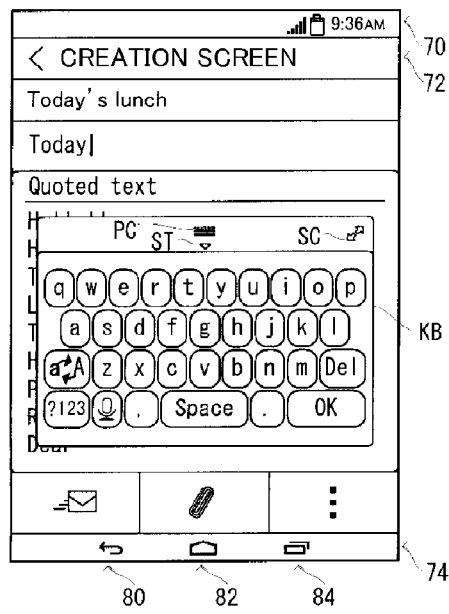 9:36AM
70
< CREATION SCREEN
72
Today's lunch
Today
Quoted text
PC
ST
SC
q w e r t y u i o p
KB
a s d f g h j k l
a A z x c v b n m Del
?123 , Space . OK
Dear
74
80 82 84